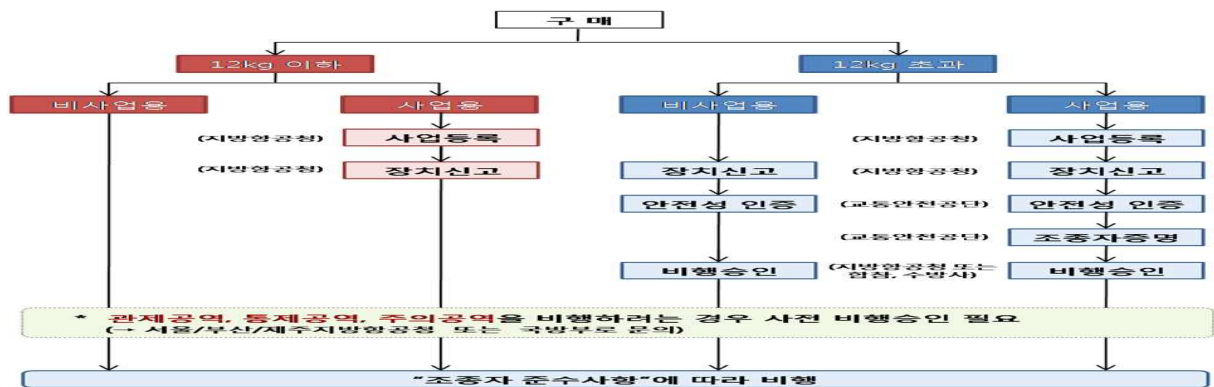 구 매
12kg 이하
12kg 초과
비사업용
사업용
비사업용
사업용
(지방항공청)
사업등록
(지방항공청)
사업등록
(지방항공청)
장치신고
장치신고
(지방항공청)
장치신고
안전성 인증
(교통안전공단)
안전성 인증
(교통안전공단)
조종자증명
비행승인
(지방항공청 또는
합참, 수방사)
비행승인
* 관제공역, 통제공역, 주의공역을 비행하려는 경우 사전 비행승인 필요
(→ 서울/부산/제주지방항공청 또는 국방부로 문의)
"조종자 준수사항"에 따라 비행